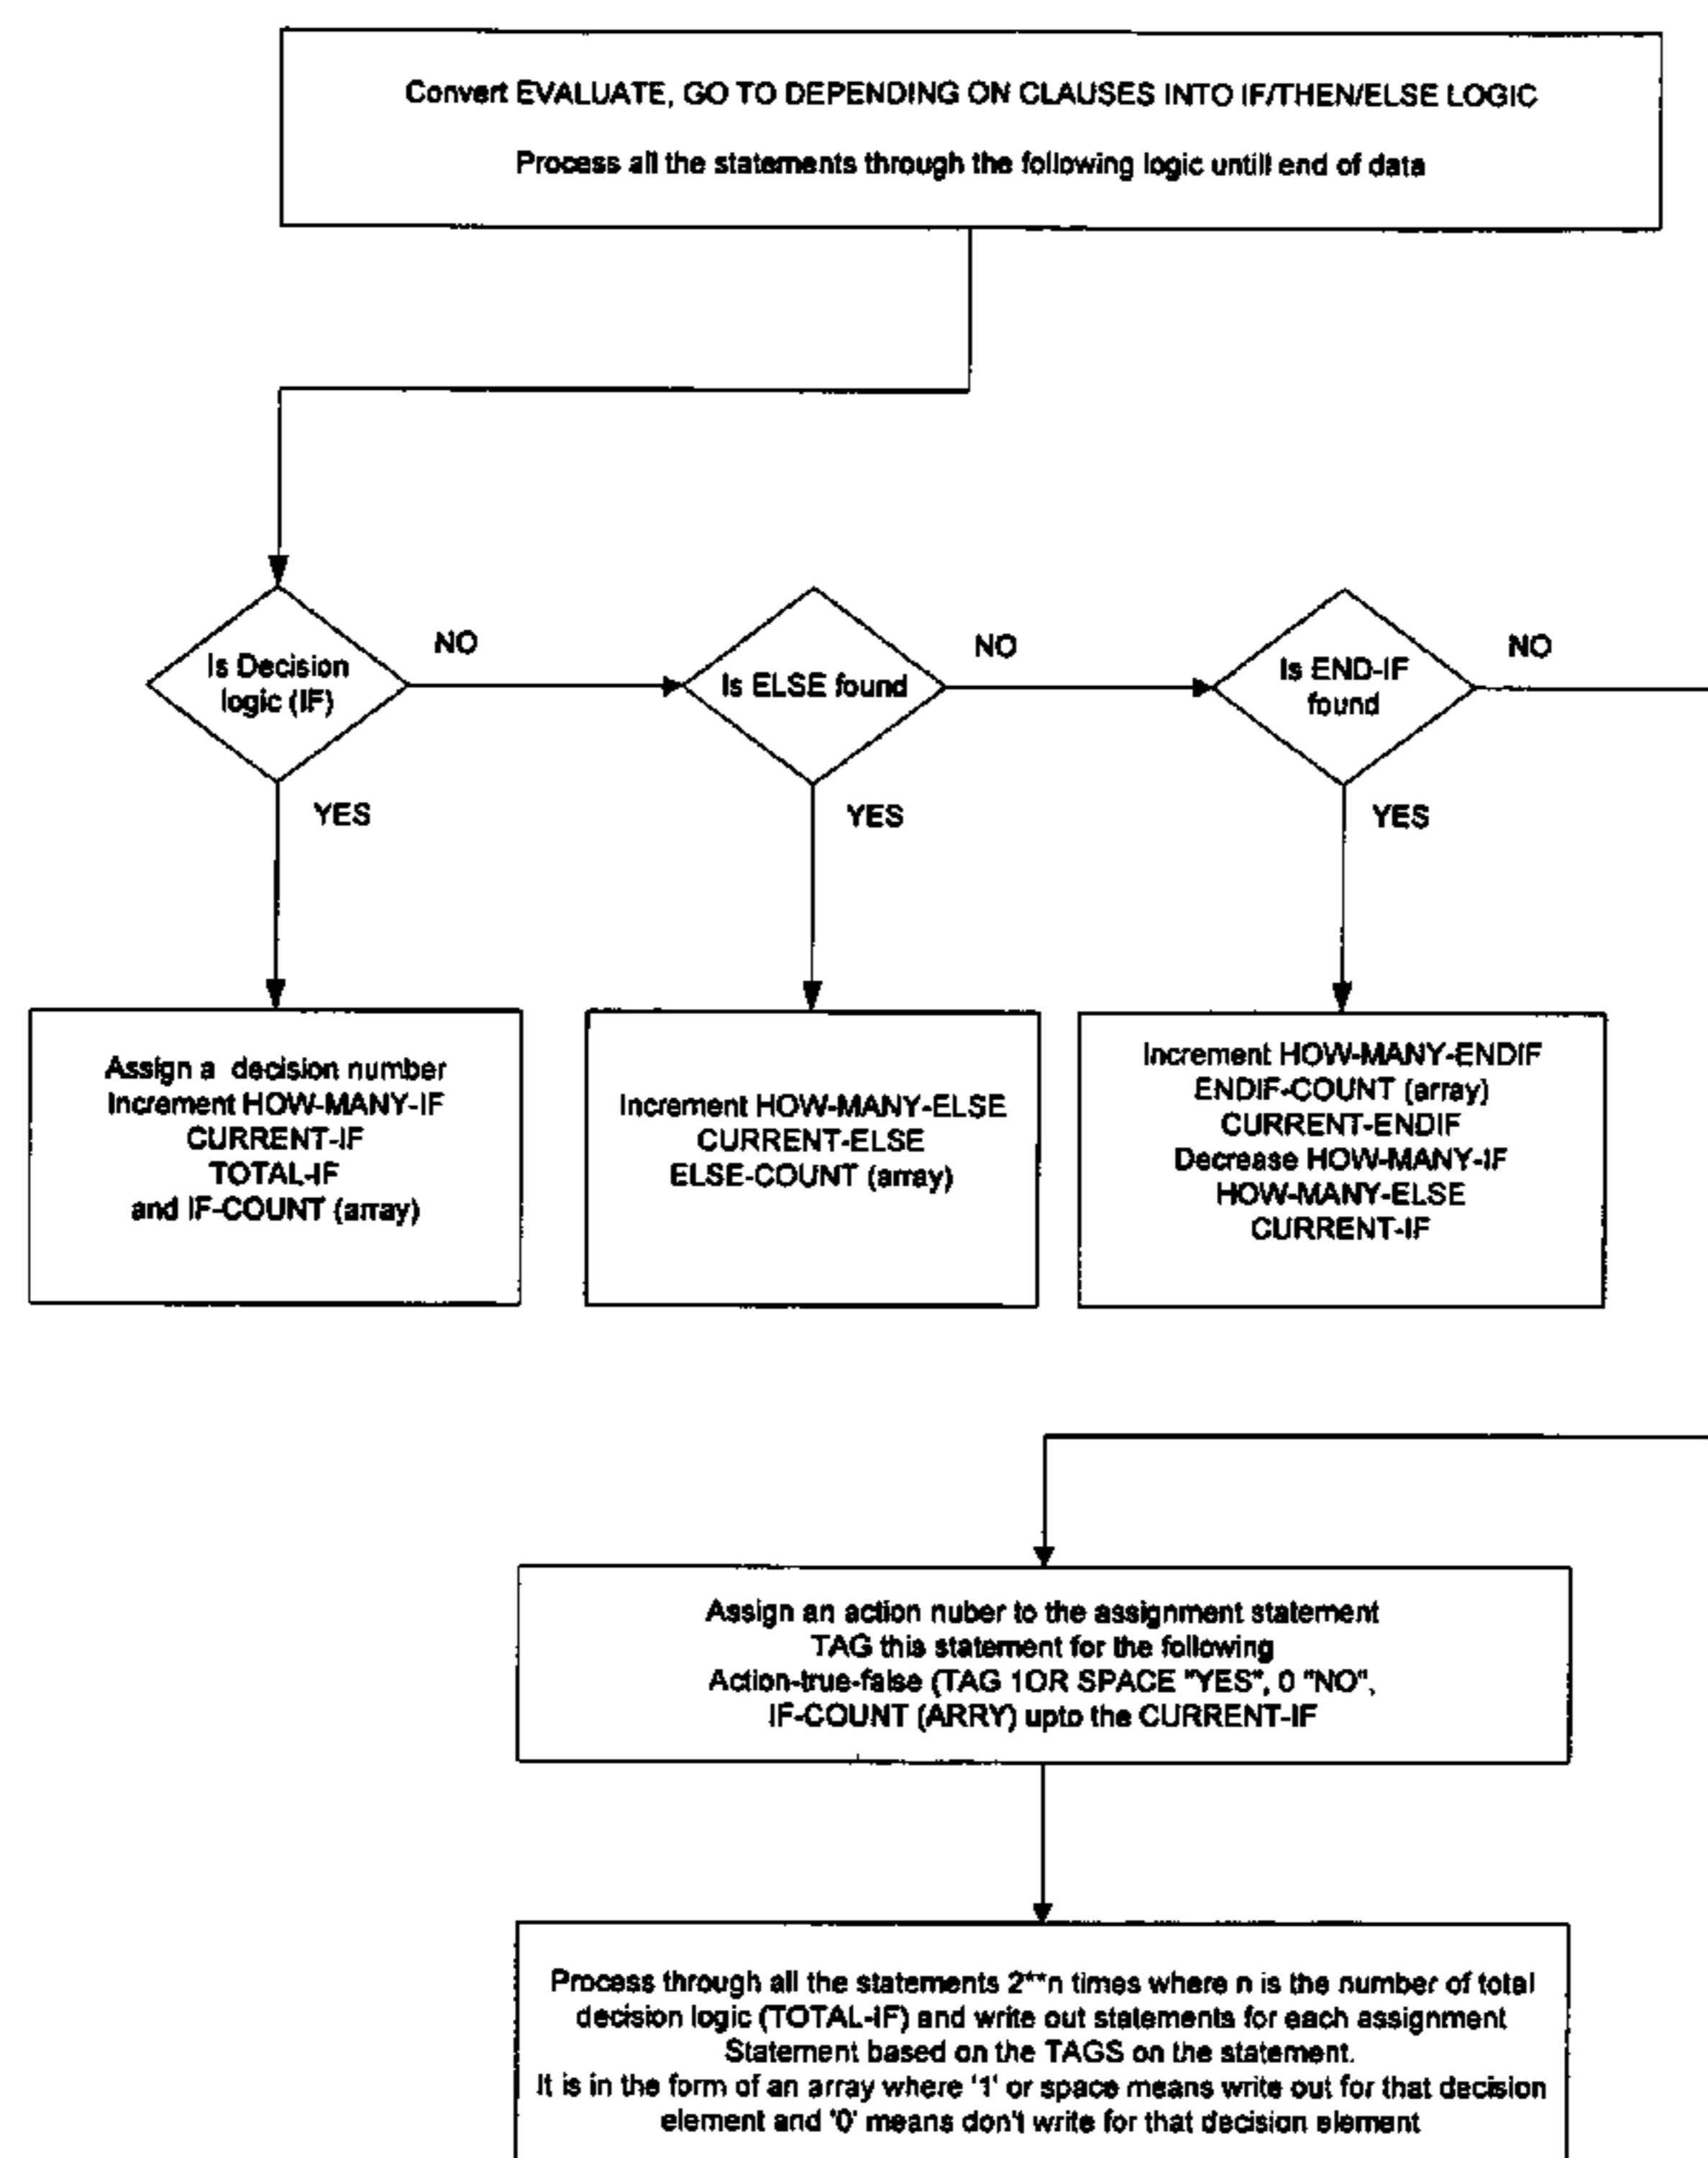 Convert EVALUATE, GO TO DEPENDING ON CLAUSES INTO IF/THEN/ELSE LOGIC
Process all the statements through the following logic untill end of data
Is Decision
logic (IF)
NO
Is ELSE found
NO
Is END-IF
found
NO
YES
YES
YES
Assign a decision number
Increment HOW-MANY-IF
CURRENT-IF
TOTAL-IF
and IF-COUNT (array)
Increment HOW-MANY-ELSE
CURRENT-ELSE
ELSE-COUNT (array)
Increment HOW-MANY-ENDIF
ENDIF-COUNT (array)
CURRENT-ENDIF
Decrease HOW-MANY-IF
HOW-MANY-ELSE
CURRENT-IF
Assign an action nuber to the assignment statement
TAG this statement for the following
Action-true-false (TAG 1OR SPACE "YES", 0 "NO",
IF-COUNT (ARRY) upto the CURRENT-IF
Process through all the statements 2**n times where n is the number of total
decision logic (TOTAL-IF) and write out statements for each assignment
Statement based on the TAGS on the statement.
It is in the form of an array where '1' or space means write out for that decision
element and '0' means don't write for that decision element